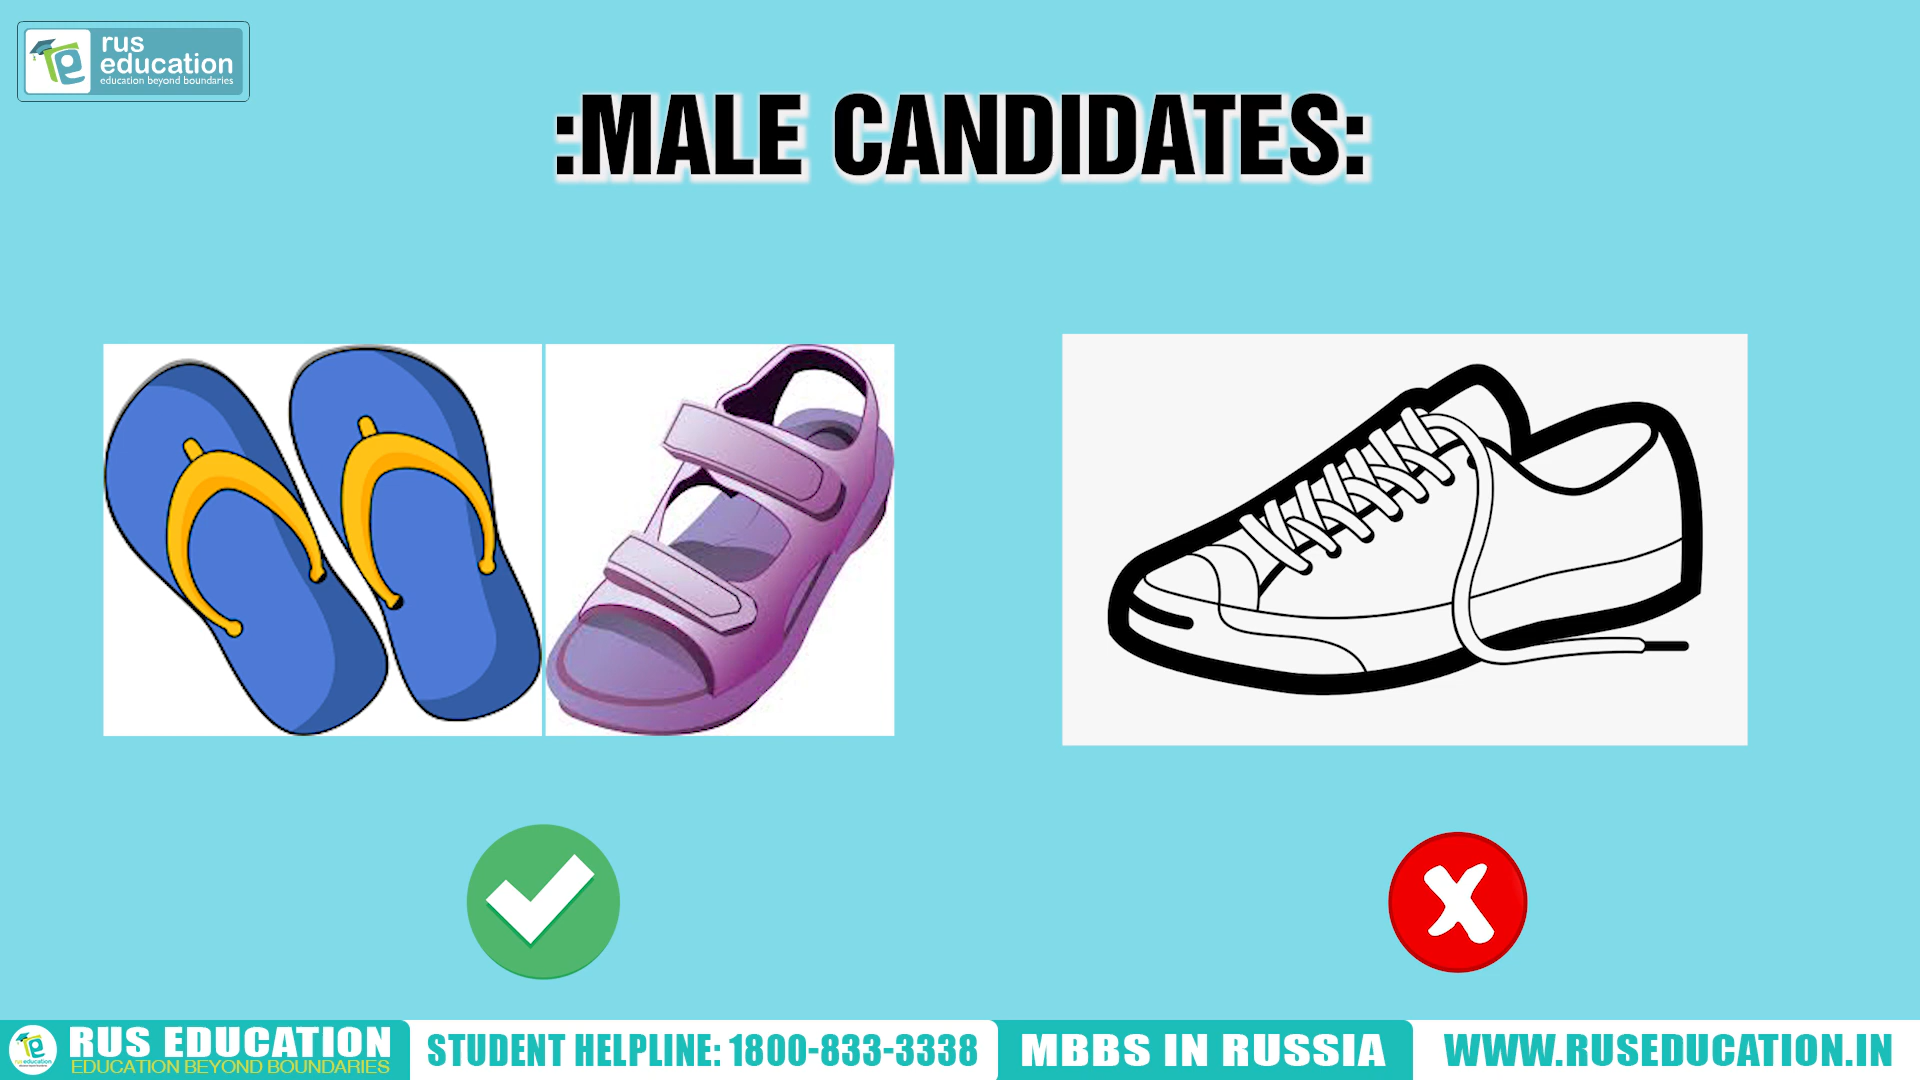 rus
education
education beyond boundaries
:MALE CANDIDATES:
RUS EDUCATION
EDUCATION BEYOND BOUNDARIES
STUDENT HELPLINE: 1800-833-3338
MBBS IN RUSSIA
WWW.RUSEDUCATION.IN